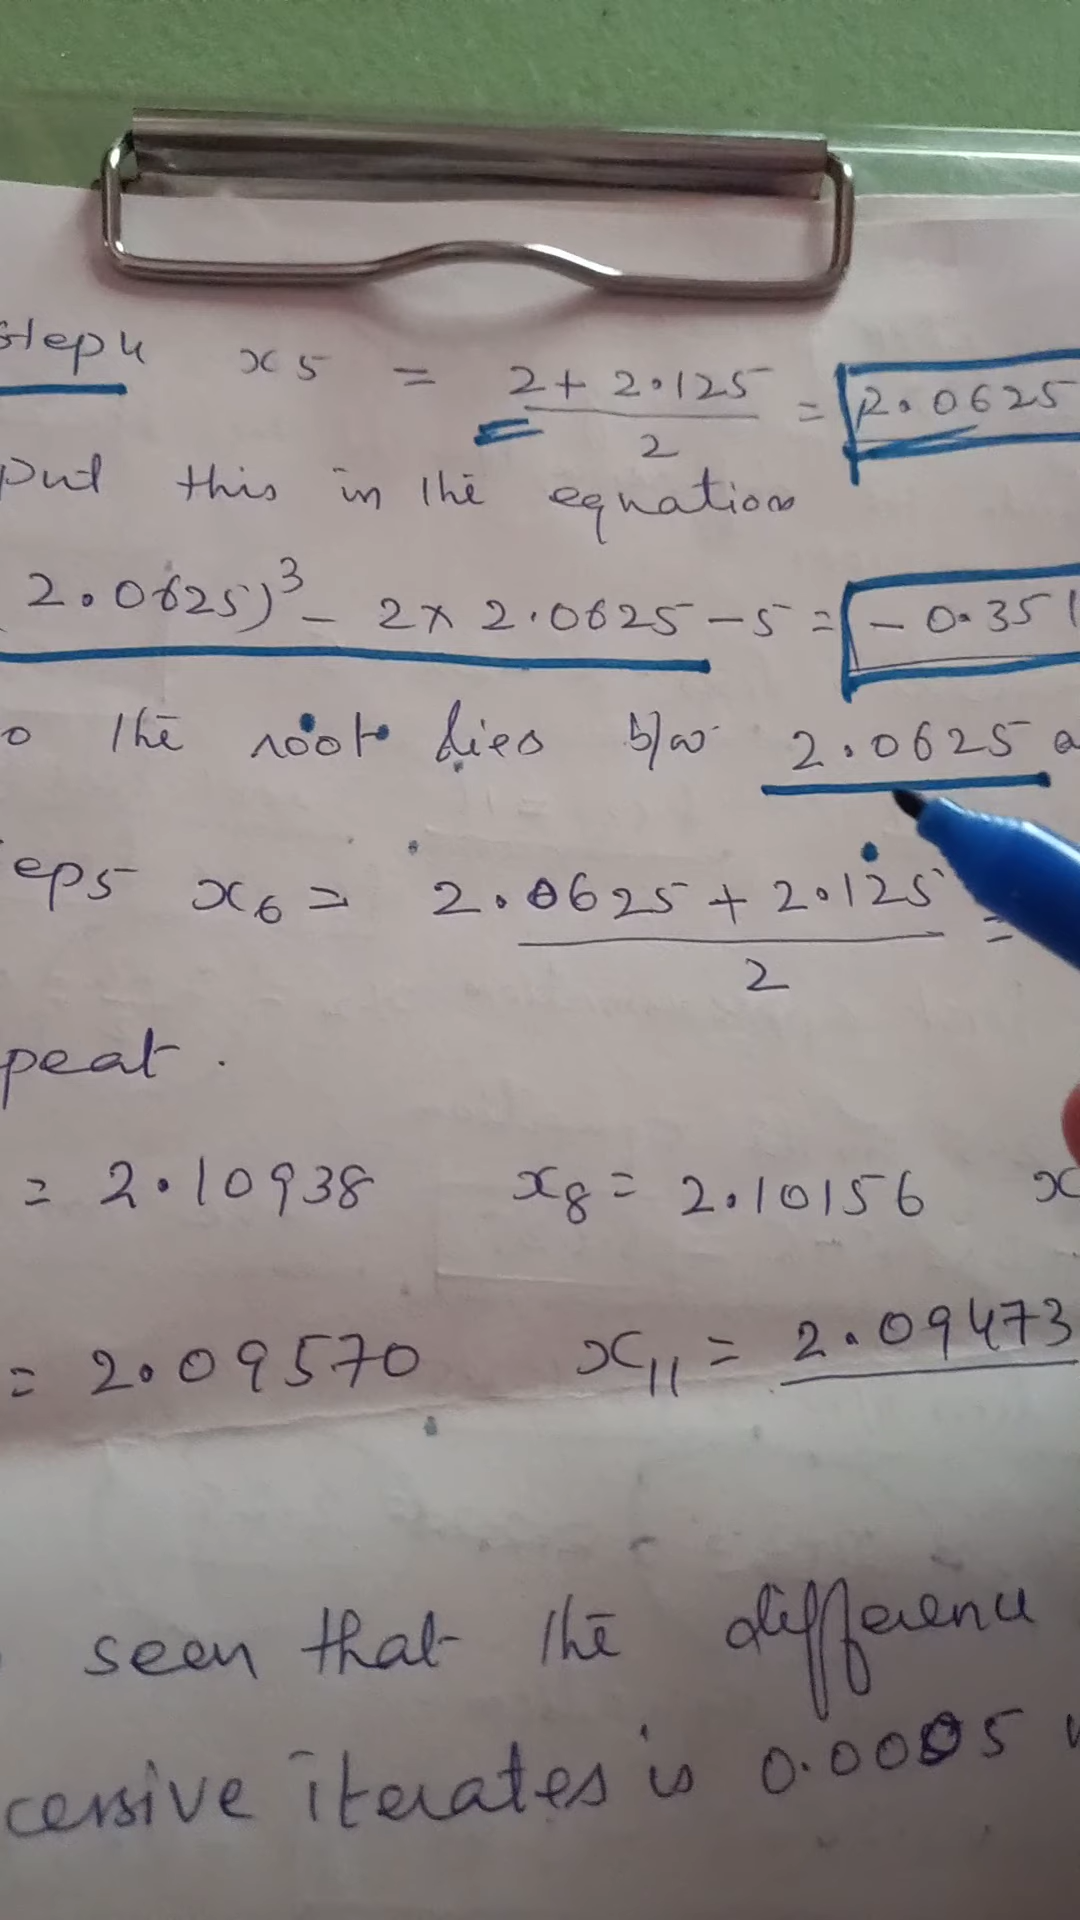 Step 4 x5 = 2 + 2.125 / 2 = 2.0625
put this in the equation
2.0625)³ - 2 x 2.0625 - 5 = - 0.351
o the root lies b/w 2.0625 a
ep5 x6 = 2.0625 + 2.125 / 2 =
peat.
= 2.10938 x8 = 2.10156 x
= 2.09570 x11 = 2.09473
seen that the difference
cessive iterates is 0.0005